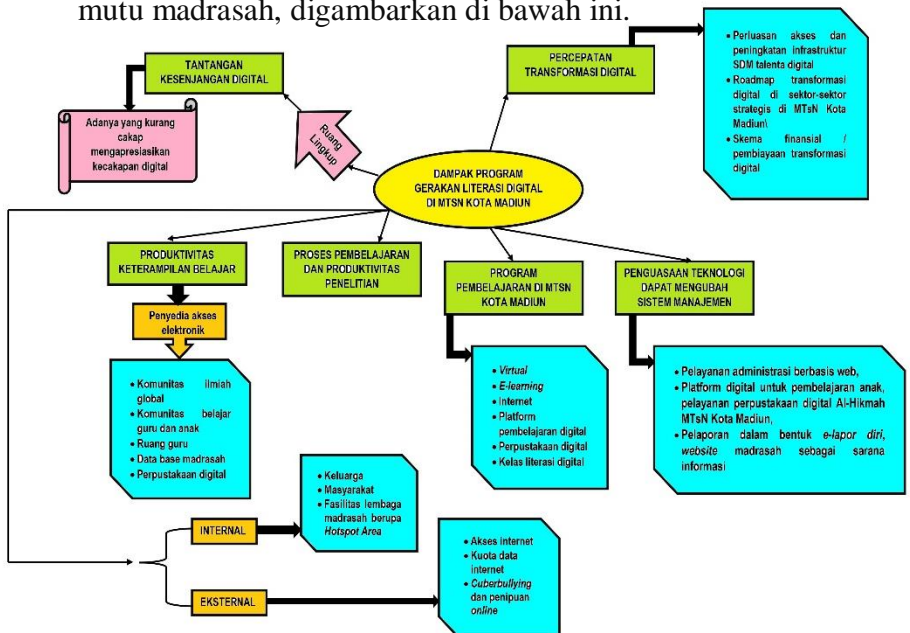 mutu madrasah, digambarkan di bawah ini.
TANTANGAN
KESENJANGAN DIGITAL
Adanya yang kurang
cakap
mengapresiasikan
kecakapan digital
Ruang
Lingkup
PERCEPATAN
TRANSFORMASI DIGITAL
• Perluasan akses dan
peningkatan infrastruktur
SDM talenta digital
• Roadmap transformasi
digital di sektor-sektor
strategis di MTsN Kota
Madiun\
• Skema finansial /
pembiayaan transformasi
digital
DAMPAK PROGRAM
GERAKAN LITERASI DIGITAL
DI MTSN KOTA MADIUN
PRODUKTIVITAS
KETERAMPILAN BELAJAR
Penyedia akses
elektronik
• Komunitas ilmiah
global
• Komunitas belajar
guru dan anak
• Ruang guru
• Data base madrasah
• Perpustakaan digital
PROSES PEMBELAJARAN
DAN PRODUKTIVITAS
PENELITIAN
PROGRAM
PEMBELAJARAN DI MTSN
KOTA MADIUN
• Virtual
• E-learning
• Internet
• Platform
pembelajaran digital
• Perpustakaan digital
• Kelas literasi digital
PENGUASAAN TEKNOLOGI
DAPAT MENGUBAH
SISTEM MANAJEMEN
• Pelayanan administrasi berbasis web,
• Platform digital untuk pembelajaran anak,
pelayanan perpustakaan digital Al-Hikmah
MTsN Kota Madiun,
• Pelaporan dalam bentuk e-lapor diri,
website madrasah sebagai sarana
informasi
INTERNAL
• Keluarga
• Masyarakat
• Fasilitas lembaga
madrasah berupa
Hotspot Area
EKSTERNAL
• Akses internet
• Kuota data
internet
• Cuberbullying
dan penipuan
online